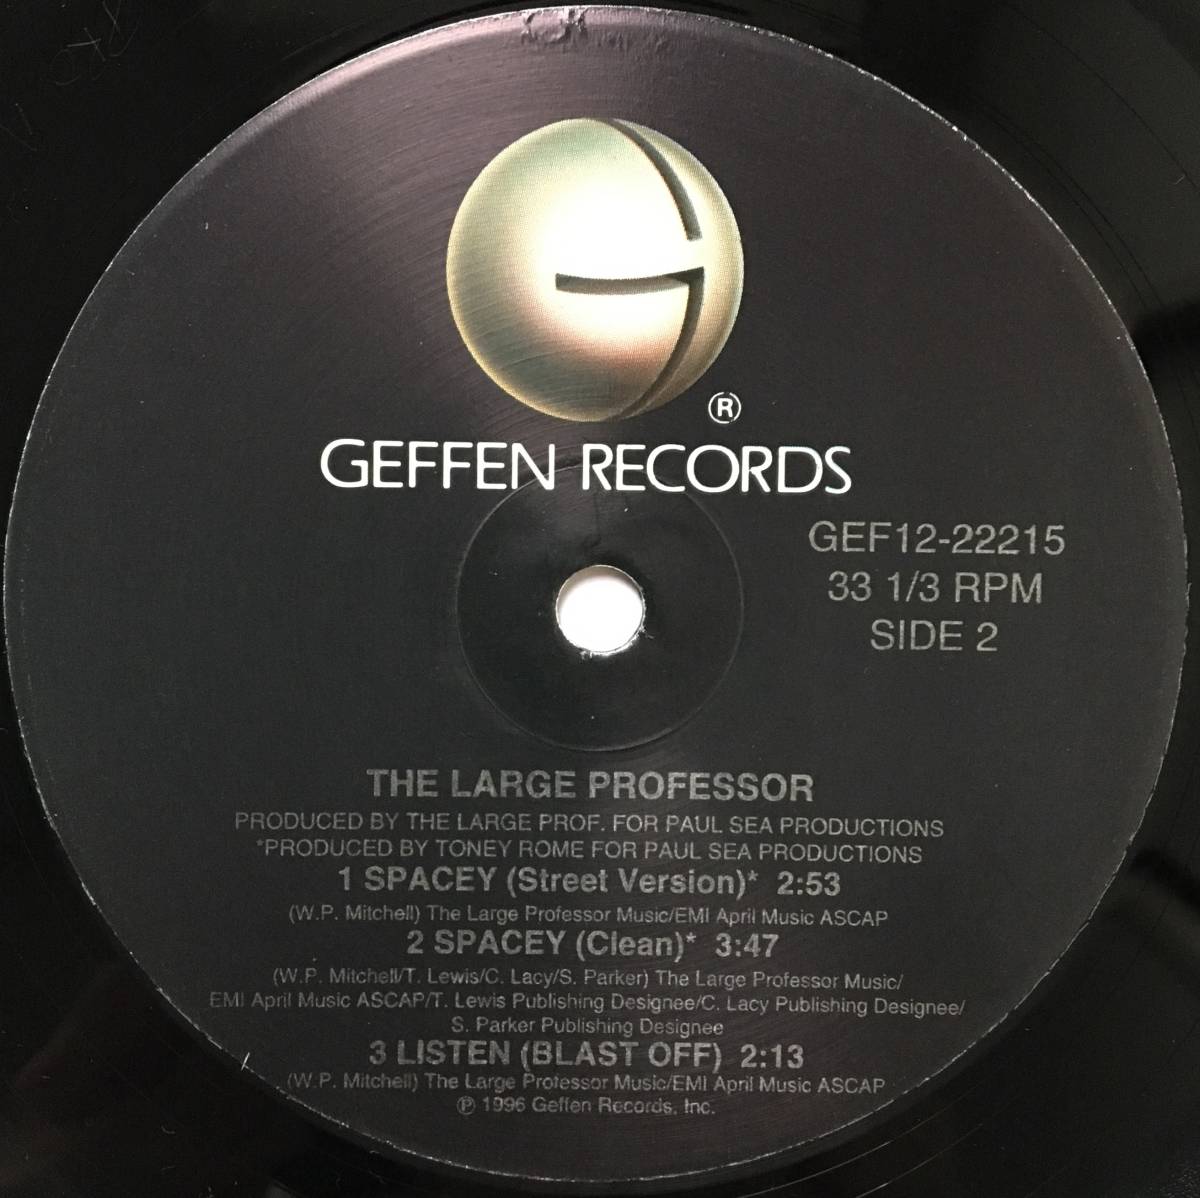 ®
GEFFEN RECORDS
GEF12-22215
33 1/3 RPM
SIDE 2
THE LARGE PROFESSOR
PRODUCED BY THE LARGE PROF. FOR PAUL SEA PRODUCTIONS
*PRODUCED BY TONEY ROME FOR PAUL SEA PRODUCTIONS
1 SPACEY (Street Version)* 2:53
(W.P. Mitchell) The Large Professor Music/EMI April Music ASCAP
2 SPACEY (Clean)* 3:47
(W.P. Mitchell/T. Lewis/C. Lacy/S. Parker) The Large Professor Music/
EMI April Music ASCAP/T. Lewis Publishing Designee/C. Lacy Publishing Designee/
S. Parker Publishing Designee
3 LISTEN (BLAST OFF) 2:13
(W.P. Mitchell) The Large Professor Music/EMI April Music ASCAP
℗ 1996 Geffen Records, Inc.